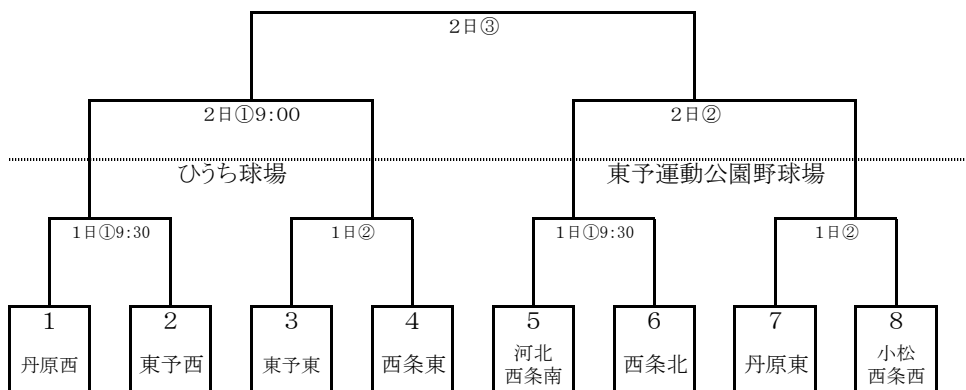 2日③
2日①9:00
2日②
ひうち球場
東予運動公園野球場
1日①9:30
1日②
1日①9:30
1日②
1
2
3
4
5
6
7
8
丹原西
東予西
東予東
西条東
河北
西条南
西条北
丹原東
小松
西条西